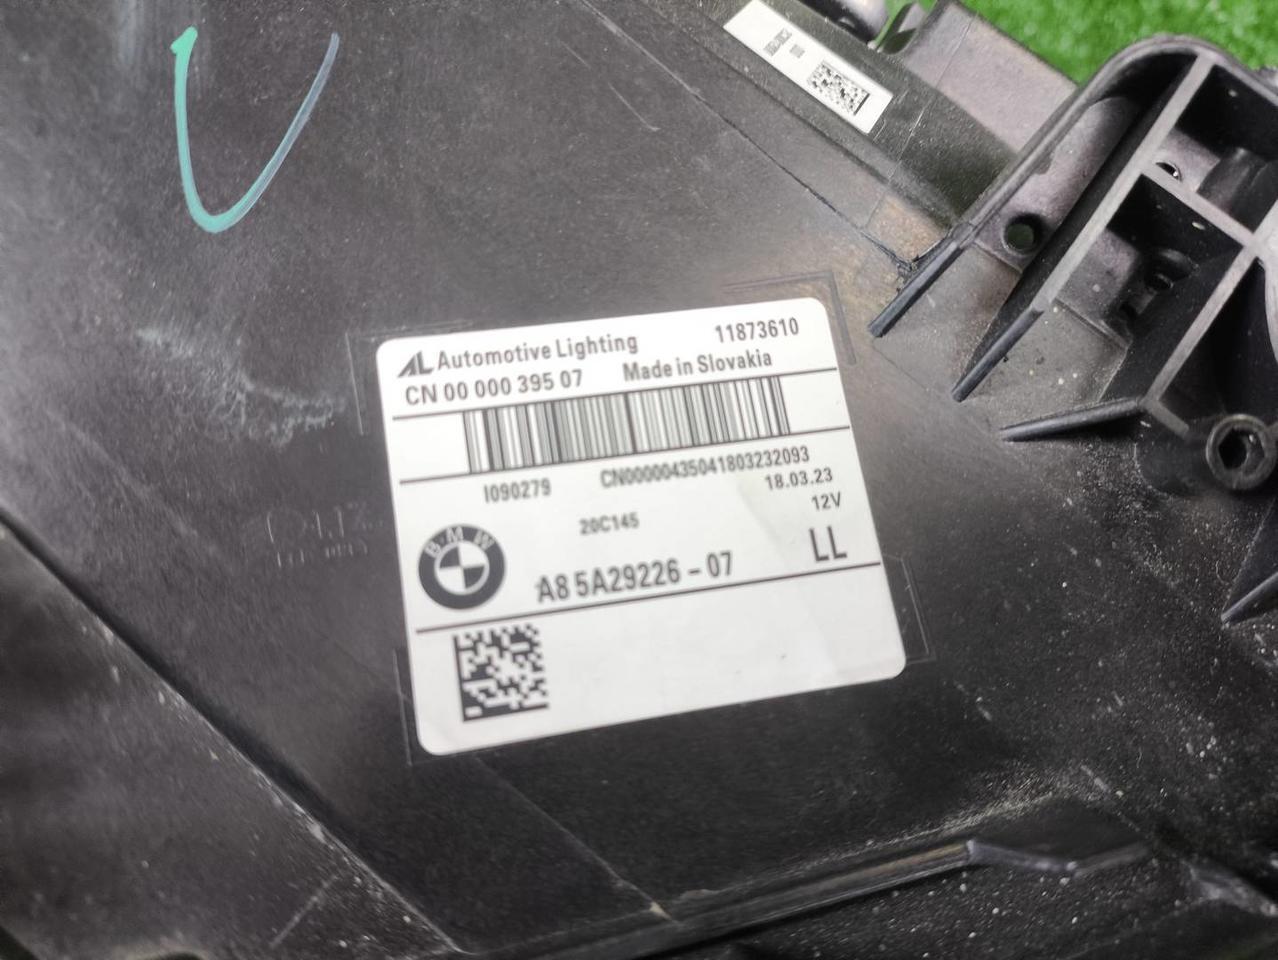 AL Automotive Lighting 11873610
CN 00 000 395 07 Made in Slovakia
I090279 CN00000435041803232093
18.03.23
20C145 12V
BMW A8 5A29226-07 LL